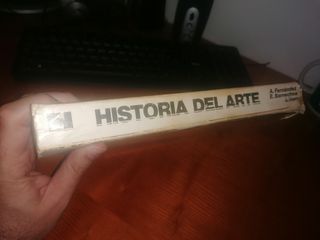 HISTORIA DEL ARTE
A. Fernández
E. Barnechea